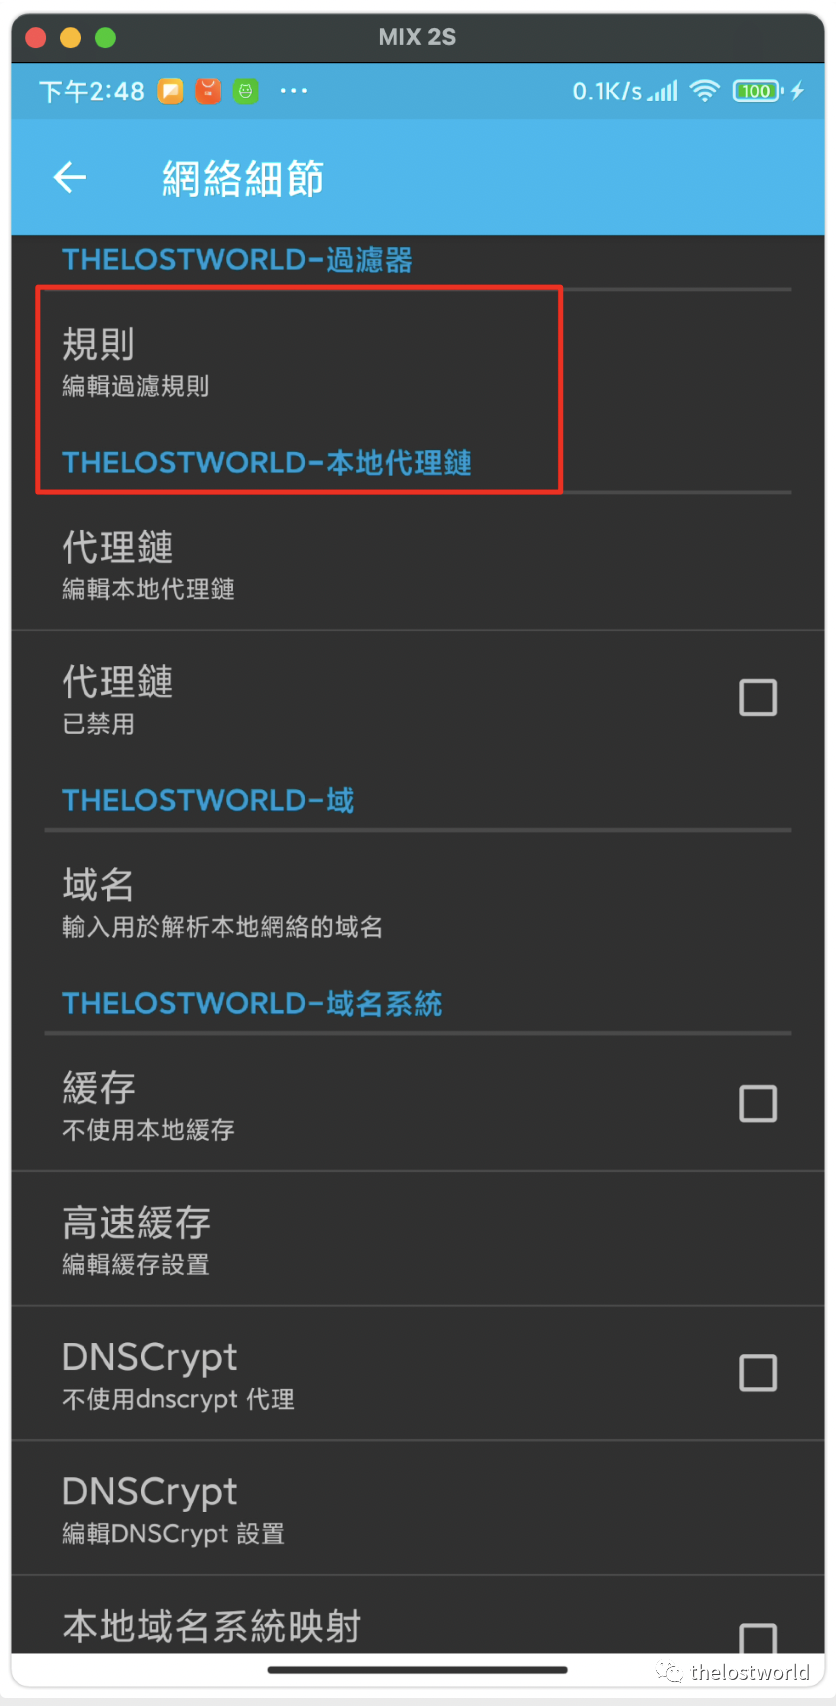 MIX 2S
下午2:48
0.1K/s
100
網絡細節
THELOSTWORLD-過濾器
規則
編輯過濾規則
THELOSTWORLD-本地代理鏈
代理鏈
編輯本地代理鏈
代理鏈
已禁用
THELOSTWORLD-域
域名
輸入用於解析本地網絡的域名
THELOSTWORLD-域名系統
緩存
不使用本地緩存
高速緩存
編輯緩存設置
DNSCrypt
不使用dnscrypt 代理
DNSCrypt
編輯DNSCrypt 設置
本地域名系統映射
thelostworld